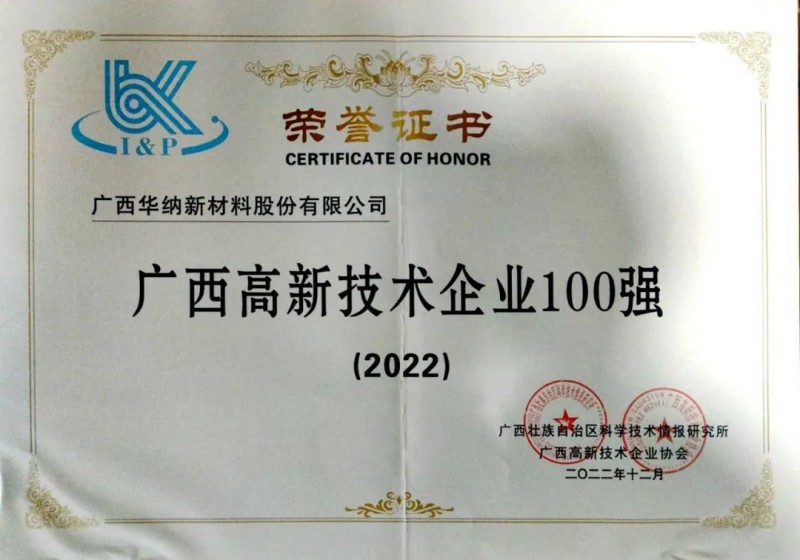 I&P
荣誉证书
CERTIFICATE OF HONOR
广西华纳新材料股份有限公司
广西高新技术企业100强
(2022)
广西壮族自治区科学技术情报研究所
广西高新技术企业协会
二〇二二年十二月